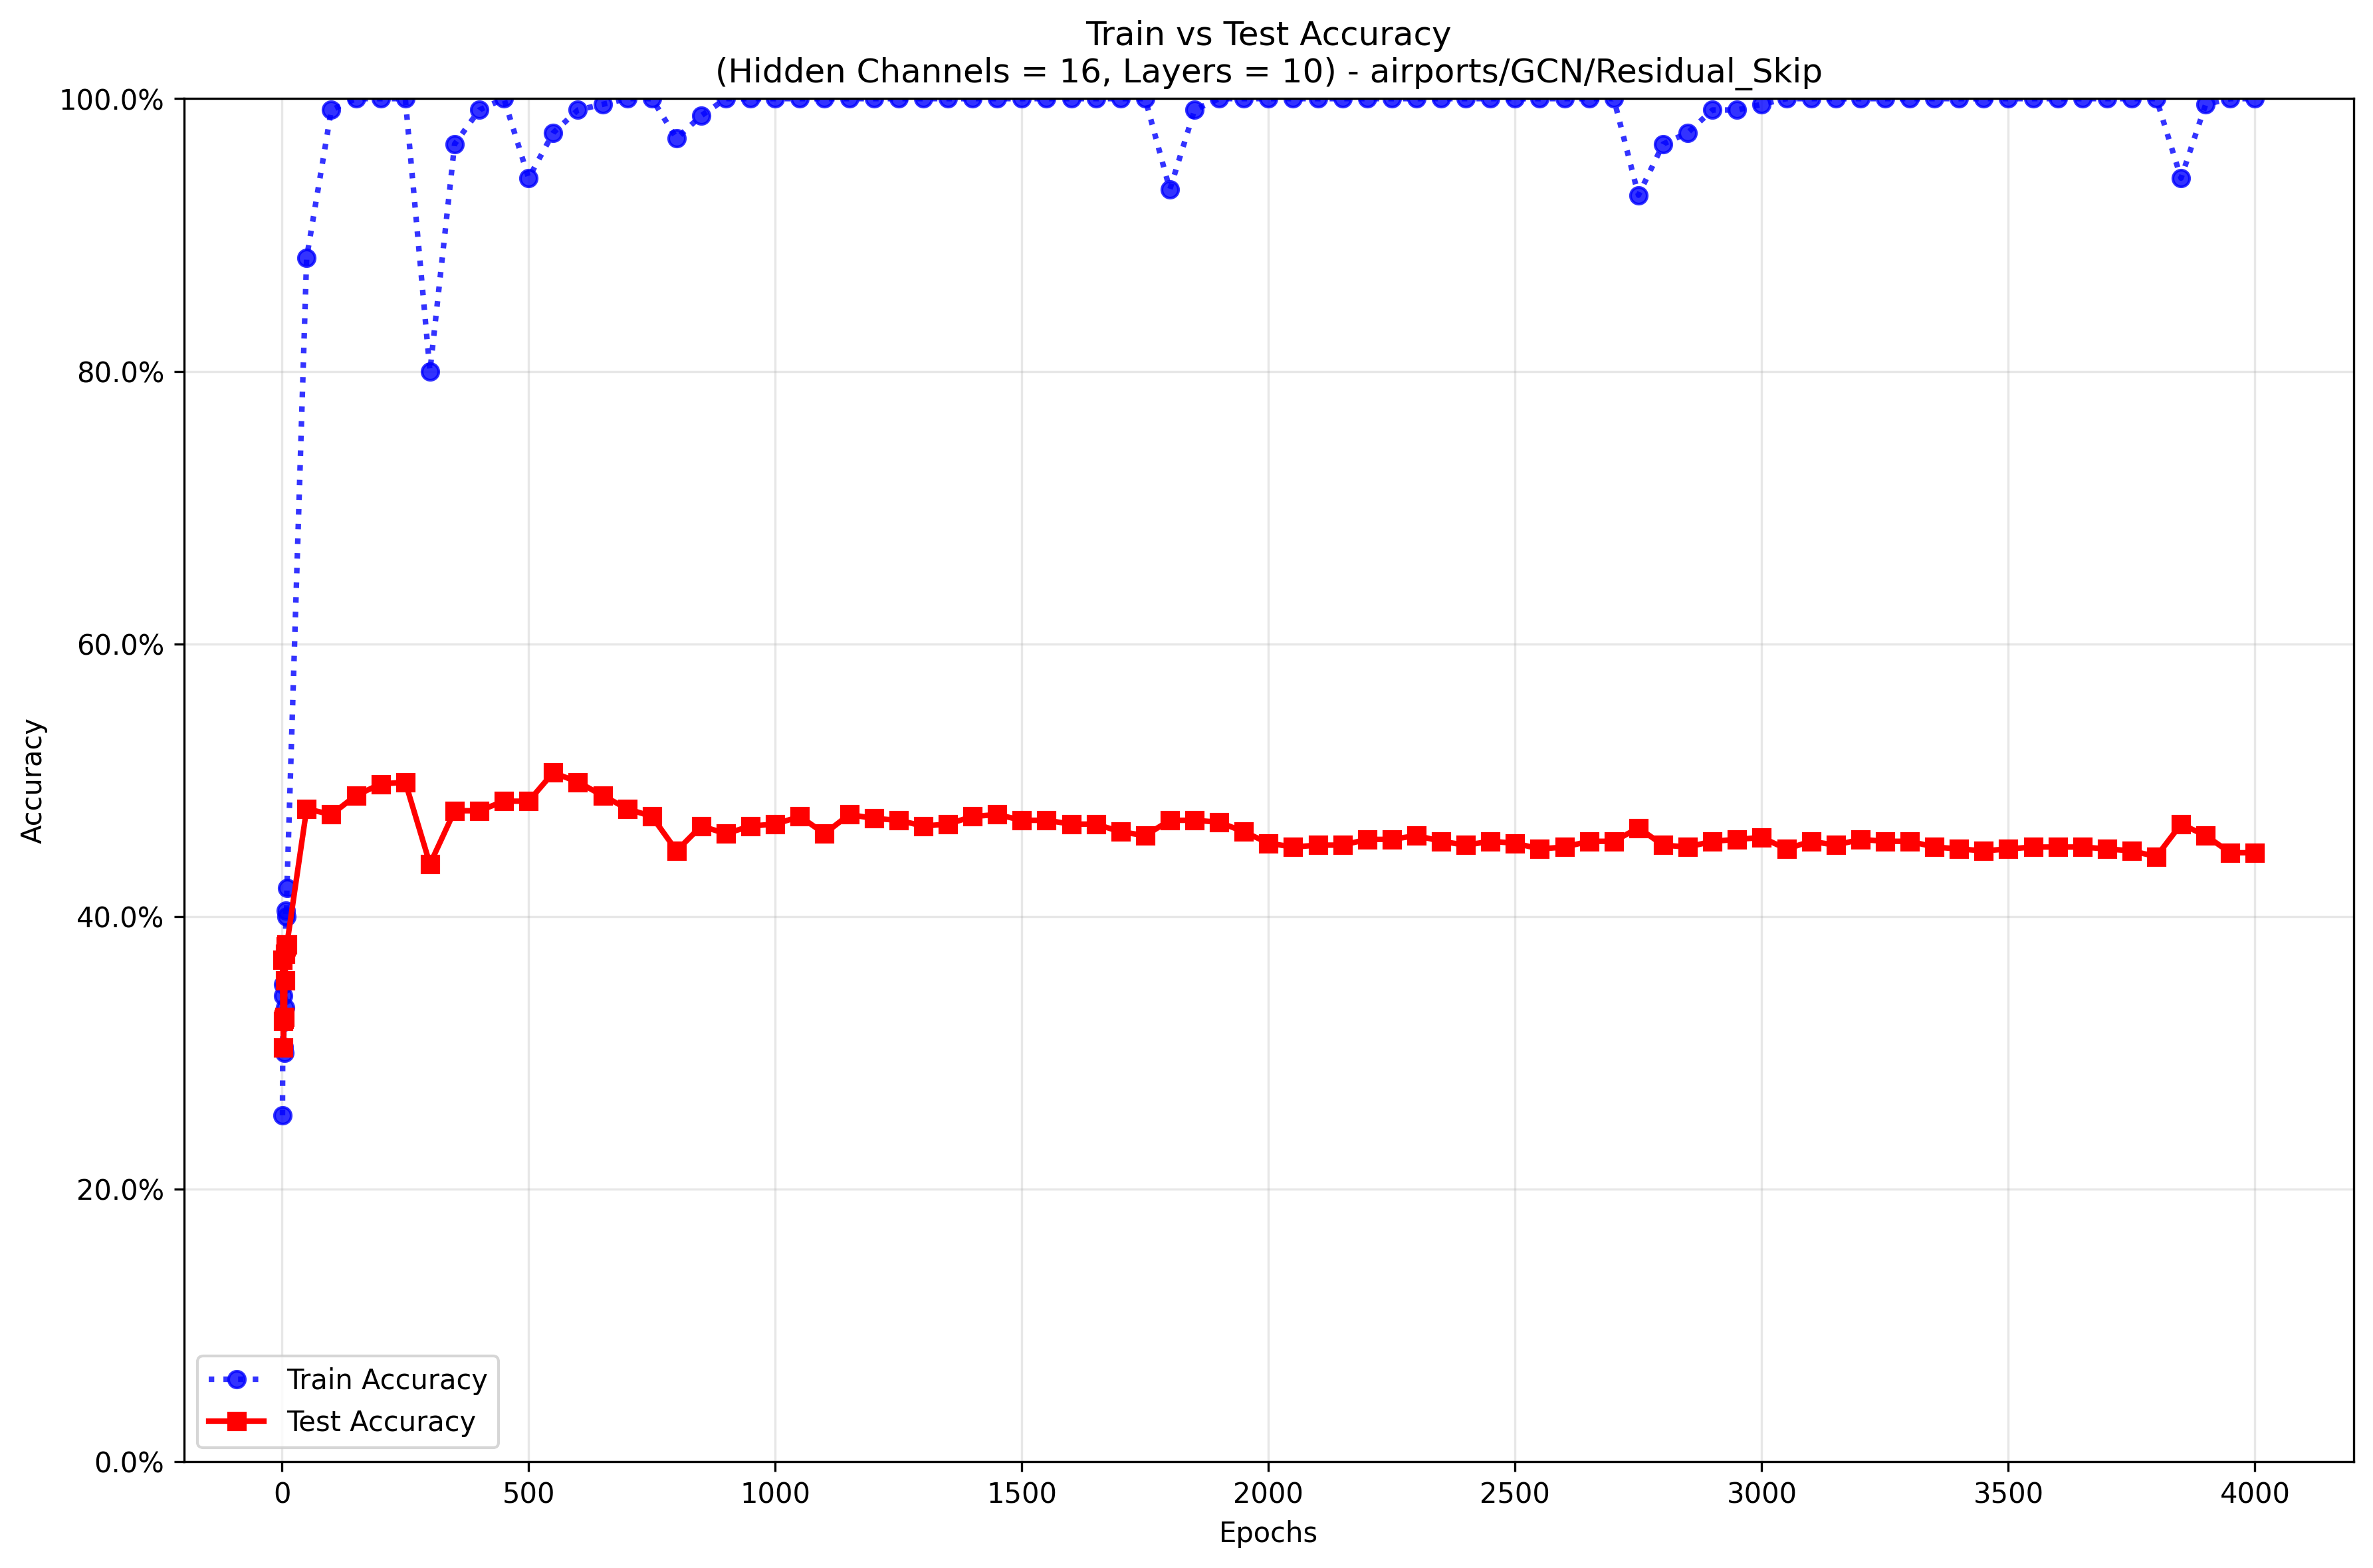 Train vs Test Accuracy
(Hidden Channels = 16, Layers = 10) - airports/GCN/Residual_Skip
100.0%
80.0%
60.0%
40.0%
20.0%
0.0%
Accuracy
Train Accuracy
Test Accuracy
0 500 1000 1500 2000 2500 3000 3500 4000
Epochs